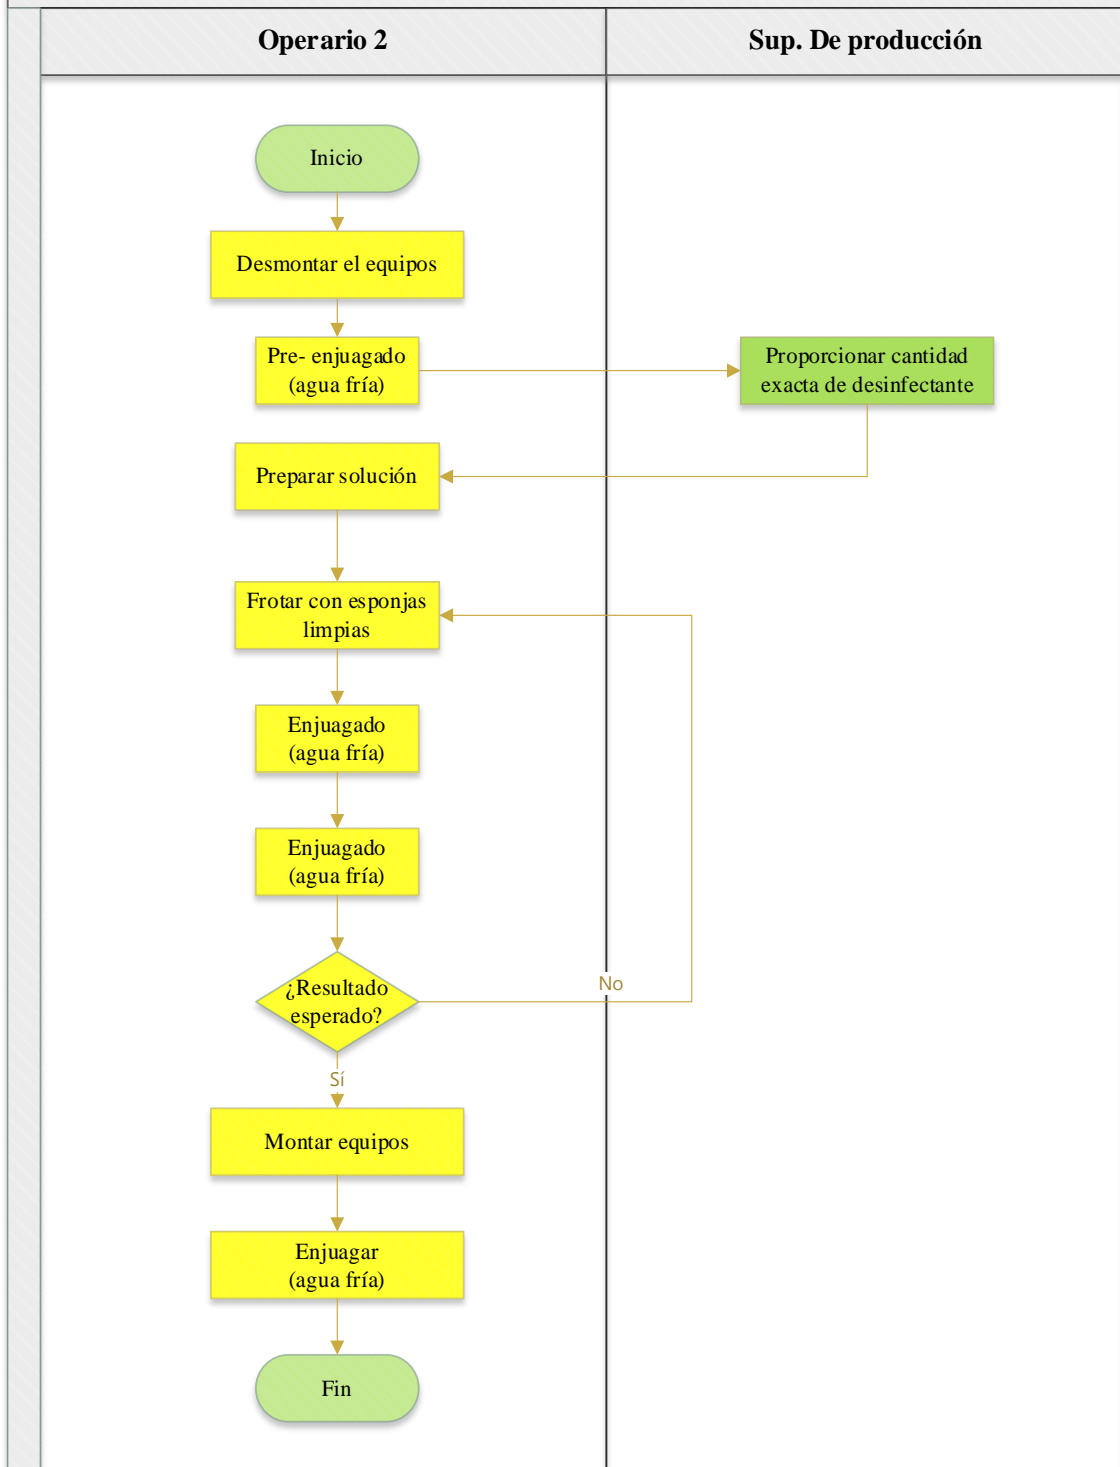 Operario 2
Sup. De producción
Inicio
Desmontar el equipos
Pre- enjuagado
(agua fría)
Proporcionar cantidad
exacta de desinfectante
Preparar solución
Frotar con esponjas
limpias
Enjuagado
(agua fría)
Enjuagado
(agua fría)
¿Resultado
esperado?
No
Sí
Montar equipos
Enjuagar
(agua fría)
Fin